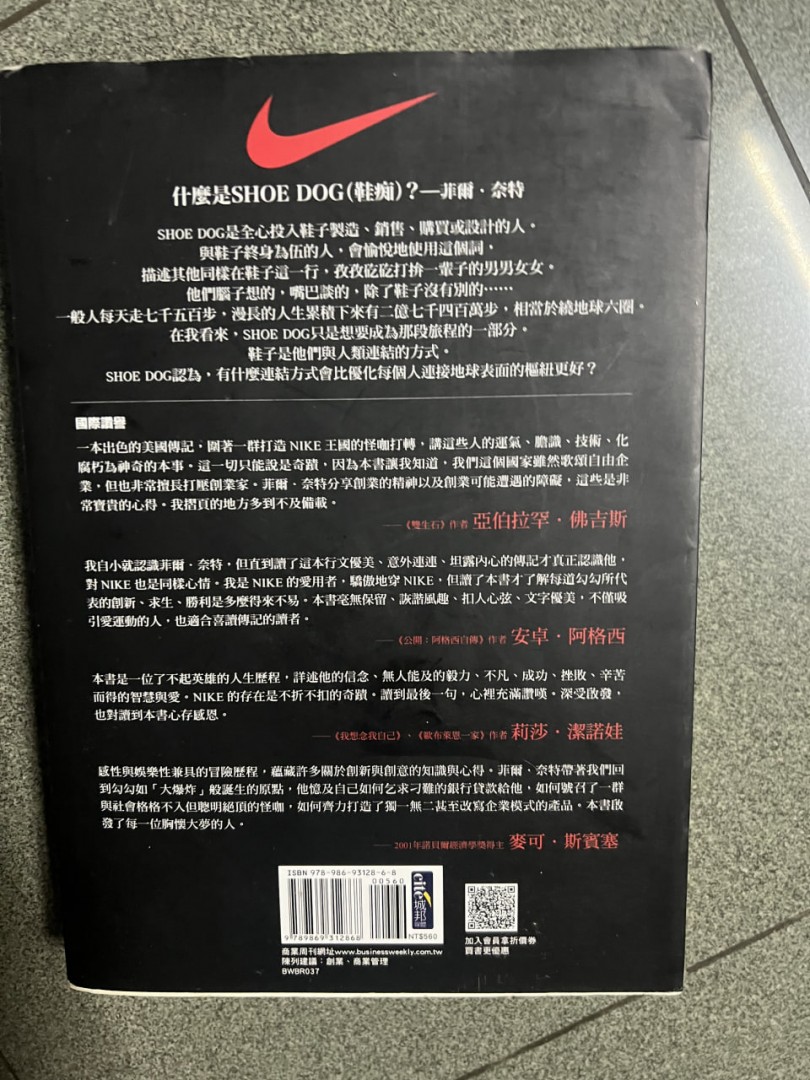 什麼是SHOE DOG(鞋痴)?—菲爾．奈特
SHOE DOG是全心投入鞋子製造、銷售、購買或設計的人。
與鞋子終身為伍的人，會愉悅地使用這個詞，
描述其他同樣在鞋子這一行，孜孜矻矻打拚一輩子的男男女女。
他們腦子想的，嘴巴談的，除了鞋子沒有別的……
一般人每天走七千五百步，漫長的人生累積下來有二億七千四百萬步，相當於繞地球六圈。
在我看來，SHOE DOG只是想要成為那段旅程的一部分。
鞋子是他們與人類連結的方式。
SHOE DOG認為，有什麼連結方式會比優化每個人連接地球表面的樞紐更好？
國際讚譽
一本出色的美國傳記，圍著一群打造 NIKE 王國的怪咖打轉，講這些人的運氣、膽識、技術、化
腐朽為神奇的本事。這一切只能說是奇蹟，因為本書讓我知道，我們這個國家雖然歌頌自由企
業，但也非常擅長打壓創業家。菲爾．奈特分享創業的精神以及創業可能遭遇的障礙，這些是非
常寶貴的心得。我摺頁的地方多到不及備載。
——《雙生石》作者 亞伯拉罕．佛吉斯
我自小就認識菲爾．奈特，但直到讀了這本行文優美、意外連連、坦露內心的傳記才真正認識他，
對 NIKE 也是同樣心情。我是 NIKE 的愛用者，驕傲地穿 NIKE，但讀了本書才了解每道勾勾所代
表的創新、求生、勝利是多麼得來不易。本書毫無保留、詼諧風趣、扣人心弦、文字優美，不僅吸
引愛運動的人，也適合喜讀傳記的讀者。
——《公開：阿格西自傳》作者 安卓．阿格西
本書是一位了不起英雄的人生歷程，詳述他的信念、無人能及的毅力、不凡、成功、挫敗、辛苦
而得的智慧與愛。NIKE 的存在是不折不扣的奇蹟。讀到最後一句，心裡充滿讚嘆。深受啟發，
也對讀到本書心存感恩。
——《我想念我自己》、《歐布萊恩一家》作者 莉莎．潔諾娃
感性與娛樂性兼具的冒險歷程，蘊藏許多關於創新與創意的知識與心得。菲爾．奈特帶著我們回
到勾勾如「大爆炸」般誕生的原點，他憶及自己如何乞求刁難的銀行貸款給他，如何號召了一群
與社會格格不入但聰明絕頂的怪咖，如何齊力打造了獨一無二甚至改寫企業模式的產品。本書啟
發了每一位胸懷大夢的人。
——2001年諾貝爾經濟學獎得主 麥可．斯賓塞
ISBN 978-986-93128-6-8
00560
9789869312868
cite城邦
NT$560
加入會員拿折價券
買書更優惠
商業周刊網址www.businessweekly.com.tw
陳列建議：創業、商業管理
BWBR037